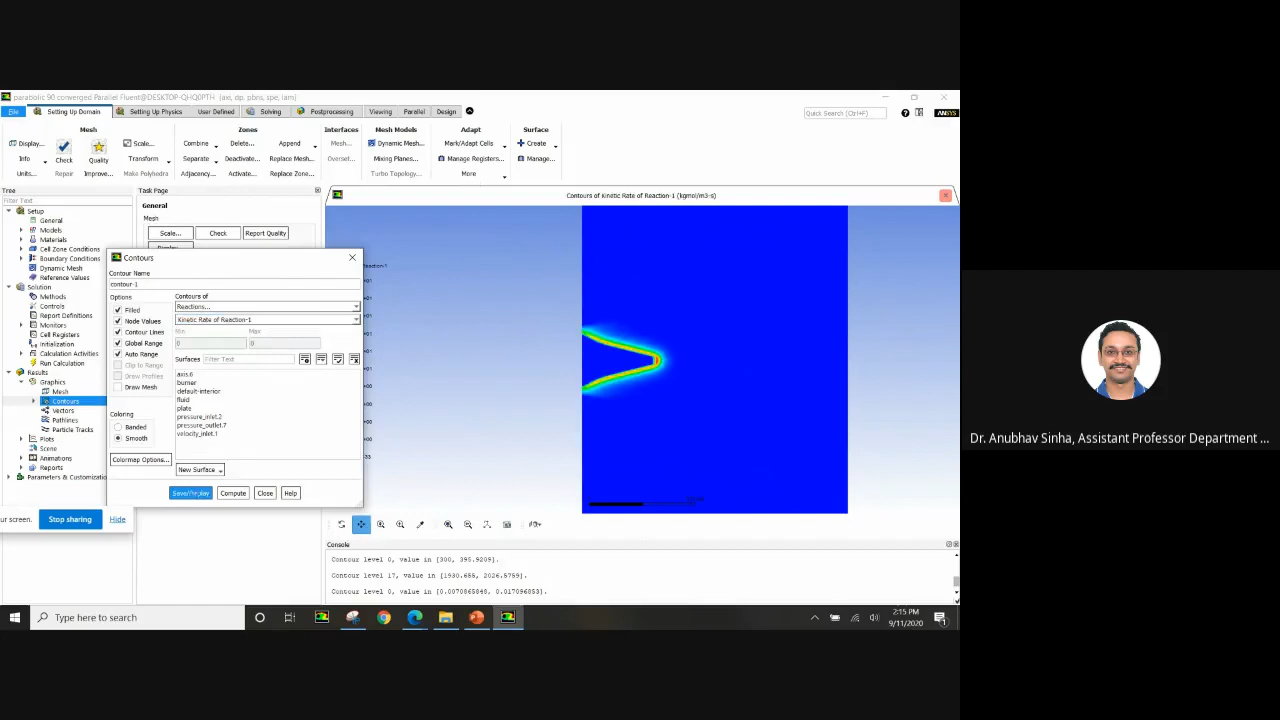 parabolic 90 converged Parallel Fluent@DESKTOP-QHQ0PTH (axi, dp, pbns, spe, lam)
File Setting Up Domain Setting Up Physics User Defined Solving Postprocessing Viewing Parallel Design
Quick Search (Ctrl+F)
ANSYS
Mesh Zones Interfaces Mesh Models Adapt Surface
Display... Scale... Combine Delete... Append Mesh... Dynamic Mesh... Mark/Adapt Cells Create
Info Check Quality Transform Separate Deactivate... Replace Mesh... Overset... Mixing Planes... Manage Registers... Manage...
Units... Repair Improve... Make Polyhedra Adjacency... Activate... Replace Zone... Turbo Topology... More
Tree
Filter Text
Setup
General
Models
Materials
Cell Zone Conditions
Boundary Conditions
Dynamic Mesh
Reference Values
Solution
Methods
Controls
Report Definitions
Monitors
Cell Registers
Initialization
Calculation Activities
Run Calculation
Results
Graphics
Mesh
Contours
Vectors
Pathlines
Particle Tracks
Plots
Scene
Animations
Reports
Parameters & Customizatio
Task Page
General
Mesh
Scale... Check Report Quality
Contours
Contour Name
contour-1
Options
Filled
Node Values
Contour Lines
Global Range
Auto Range
Clip to Range
Draw Profiles
Draw Mesh
Coloring
Banded
Smooth
Colormap Options...
Contours of
Reactions...
Kinetic Rate of Reaction-1
Min Max
0 0
Surfaces Filter Text
axis.6
burner
default-interior
fluid
plate
pressure_inlet.2
pressure_outlet.7
velocity_inlet.1
New Surface
Save/Display Compute Close Help
Contours of Kinetic Rate of Reaction-1 (kgmol/m3-s)
Console
Contour level 0, value in [300, 395.9209].
Contour level 17, value in [1930.655, 2026.5759].
Contour level 0, value in [0.0070865848, 0.017096853].
ur screen. Stop sharing Hide
Type here to search
2:15 PM
9/11/2020
Dr. Anubhav Sinha, Assistant Professor Department ...